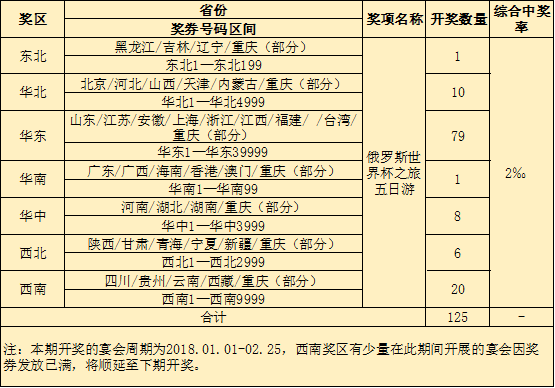 奖区 省份 奖项名称 开奖数量 综合中奖率
奖券号码区间
东北 黑龙江/吉林/辽宁/重庆（部分） 1
东北1—东北199
华北 北京/河北/山西/天津/内蒙古/重庆（部分） 10
华北1—华北4999
华东 山东/江苏/安徽/上海/浙江/江西/福建/ /台湾/
重庆（部分） 79
华东1—华东39999
俄罗斯世
界杯之旅
五日游
2‰
华南 广东/广西/海南/香港/澳门/重庆（部分） 1
华南1—华南99
华中 河南/湖北/湖南/重庆（部分） 8
华中1—华中3999
西北 陕西/甘肃/青海/宁夏/新疆/重庆（部分） 6
西北1—西北2999
西南 四川/贵州/云南/西藏/重庆（部分） 20
西南1—西南9999
合计 125 -
注：本期开奖的宴会周期为2018.01.01-02.25，西南奖区有少量在此期间开展的宴会因奖
券发放已满，将顺延至下期开奖。